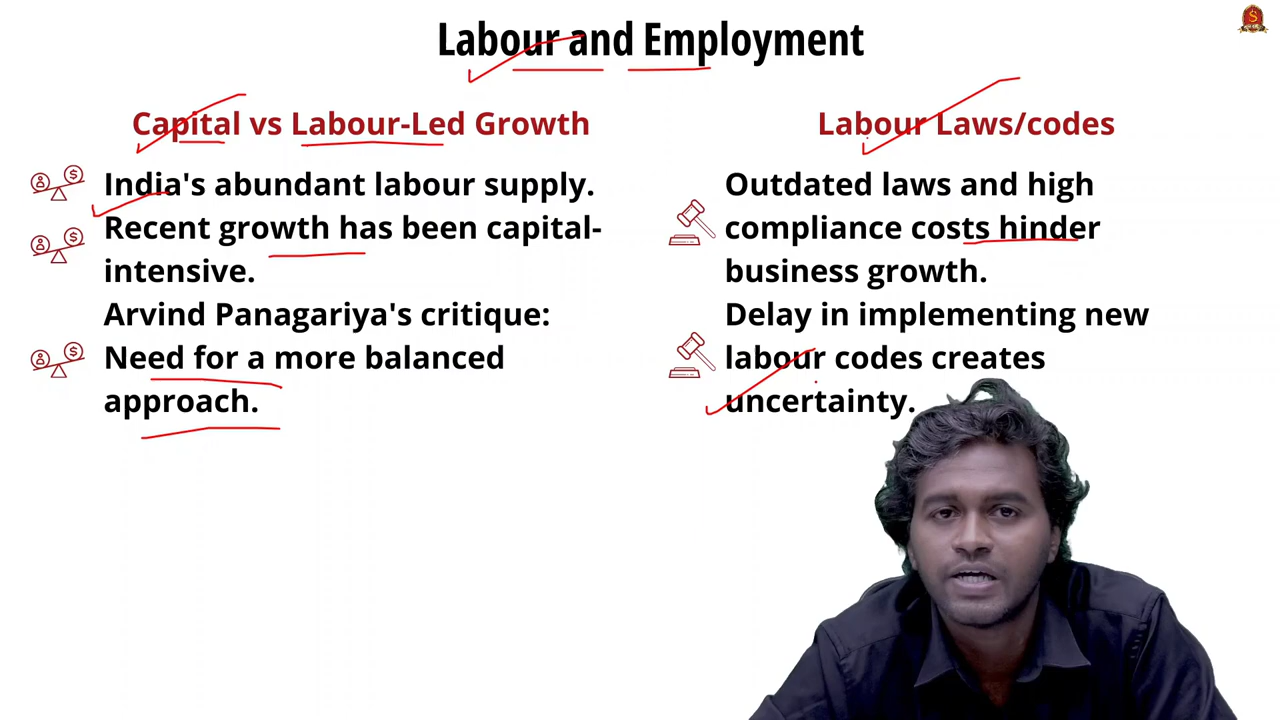 Labour and Employment
Capital vs Labour-Led Growth
India's abundant labour supply.
Recent growth has been capital-
intensive.
Arvind Panagariya's critique:
Need for a more balanced
approach.
Labour Laws/codes
Outdated laws and high
compliance costs hinder
business growth.
Delay in implementing new
labour codes creates
uncertainty.